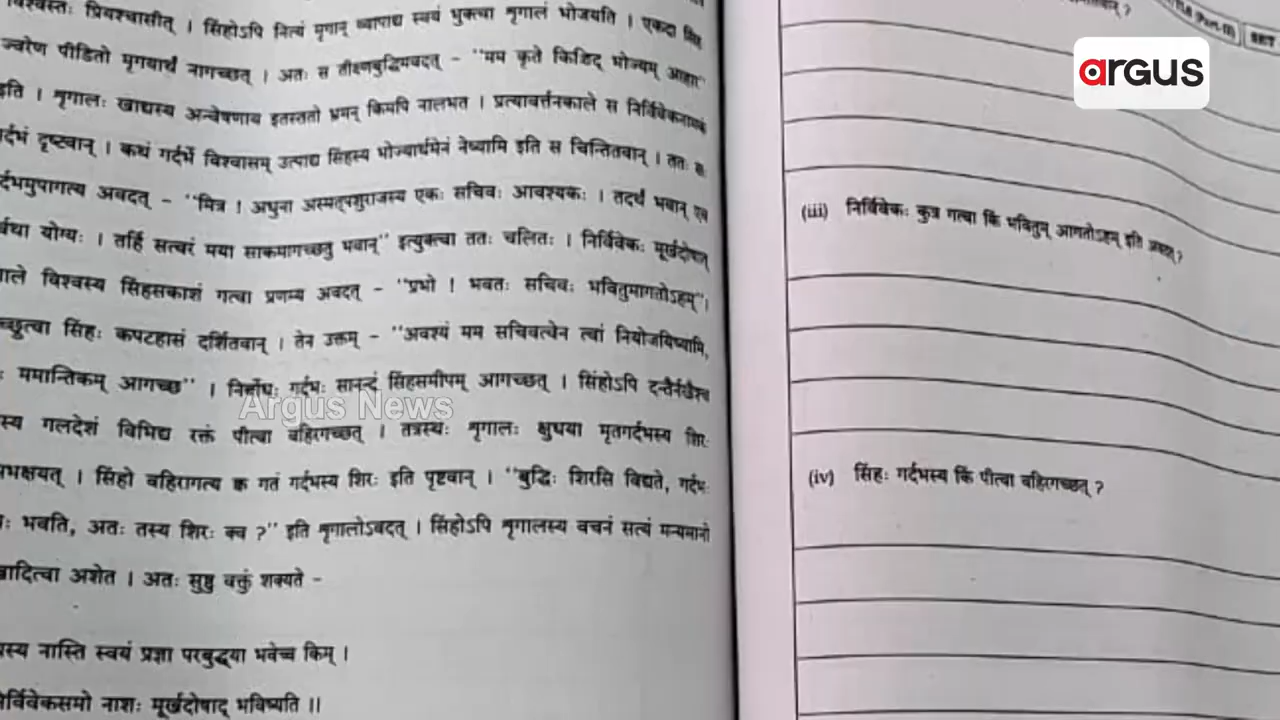 प्रियश्चासीत् । सिंहोऽपि नित्यं मृगान् व्यापाद्य स्वयं भुक्त्वा शृगालं भोजयति । एकदा सिंह
ज्वरेण पीडितो मृगयार्थं नागच्छत् । अतः स तीक्ष्णबुद्धिमवदत् - "मम कृते किञ्चिद् भोज्यम् आहर"
इति । शृगालः खाद्यस्य अन्वेषणाय इतस्ततो भ्रमन् किमपि नालभत । प्रत्यावर्त्तनकाले स निर्विवेकनामकं
गर्दभं दृष्टवान् । कथं गर्दभे विश्वासम् उत्पाद्य सिंहस्य भोज्यार्थमेनं नेष्यामि इति स चिन्तितवान् । ततः सः
र्दभमुपागत्य अवदत् - "मित्र ! अधुना अस्मत्पशुराजस्य एकः सचिवः आवश्यकः । तदर्थं भवान् एव
र्वथा योग्यः । तर्हि सत्वरं मया साकमागच्छतु भवान्" इत्युक्त्वा ततः चलितः । निर्विवेकः मूर्खदोषात्
गाले विश्वस्य सिंहसकाशं गत्वा प्रणम्य अवदत् - "प्रभो ! भवतः सचिवः भवितुमागतोऽहम्"।
च्छ्रुत्वा सिंहः कपटहासं दर्शितवान् । तेन उक्तम् - "अवश्यं मम सचिवत्वेन त्वां नियोजयिष्यामि,
ममान्तिकम् आगच्छ" । निर्बोधः गर्दभः सानन्दं सिंहसमीपम् आगच्छत् । सिंहोऽपि दन्तैर्नखैश्च
स्य गलदेशं विभिद्य रक्तं पीत्वा बहिरगच्छत् । तत्रस्थः शृगालः क्षुधया मृतगर्दभस्य शिरः
भक्षयत् । सिंहो बहिरागत्य क्व गतं गर्दभस्य शिरः इति पृष्टवान् । "बुद्धिः शिरसि विद्यते, गर्दभः
भवति, अतः तस्य शिरः क्व ?" इति शृगालोऽवदत् । सिंहोऽपि शृगालस्य वचनं सत्यं मन्यमानो
खादित्वा अशेत । अतः सुष्ठु वक्तुं शक्यते -
स्य नास्ति स्वयं प्रज्ञा परबुद्ध्या भवेच्च किम् ।
र्विवेकसमो नाशः मूर्खदोषाद् भविष्यति ।।
(Part-II) SET
argus
(iii) निर्विवेकः कुत्र गत्वा किं भवितुम् आगतोऽहम् इति अवदत् ?
(iv) सिंहः गर्दभस्य किं पीत्वा बहिरगच्छत् ?
Argus News